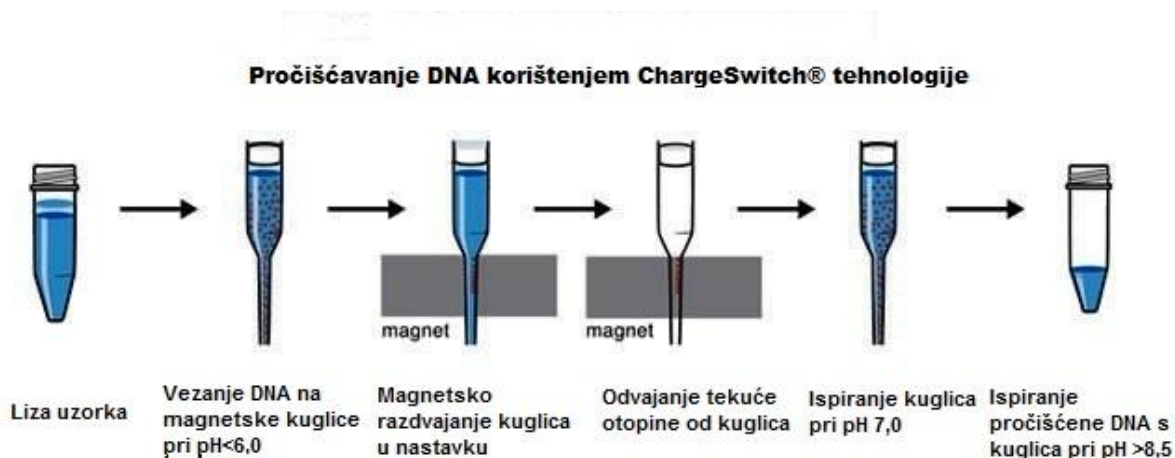 Pročišćavanje DNA korištenjem ChargeSwitch® tehnologije
magnet
magnet
Liza uzorka
Vezanje DNA na
magnetske kuglice
pri pH<6,0
Magnetsko
razdvajanje kuglica
u nastavku
Odvajanje tekuće
otopine od kuglica
Ispiranje kuglica
pri pH 7,0
Ispiranje
pročišćene DNA s
kuglica pri pH >8,5